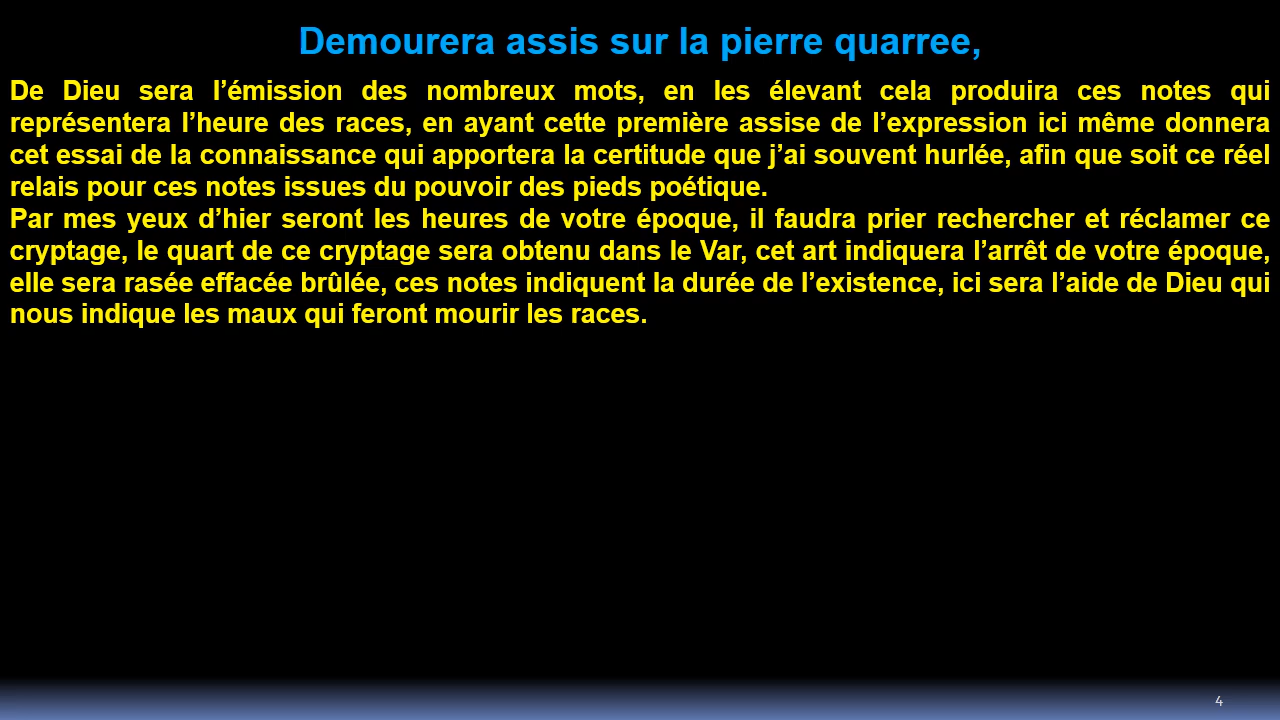 Demourera assis sur la pierre quarree,
De Dieu sera l’émission des nombreux mots, en les élevant cela produira ces notes qui
représentera l’heure des races, en ayant cette première assise de l’expression ici même donnera
cet essai de la connaissance qui apportera la certitude que j’ai souvent hurlée, afin que soit ce réel
relais pour ces notes issues du pouvoir des pieds poétique.
Par mes yeux d’hier seront les heures de votre époque, il faudra prier rechercher et réclamer ce
cryptage, le quart de ce cryptage sera obtenu dans le Var, cet art indiquera l’arrêt de votre époque,
elle sera rasée effacée brûlée, ces notes indiquent la durée de l’existence, ici sera l’aide de Dieu qui
nous indique les maux qui feront mourir les races.
4